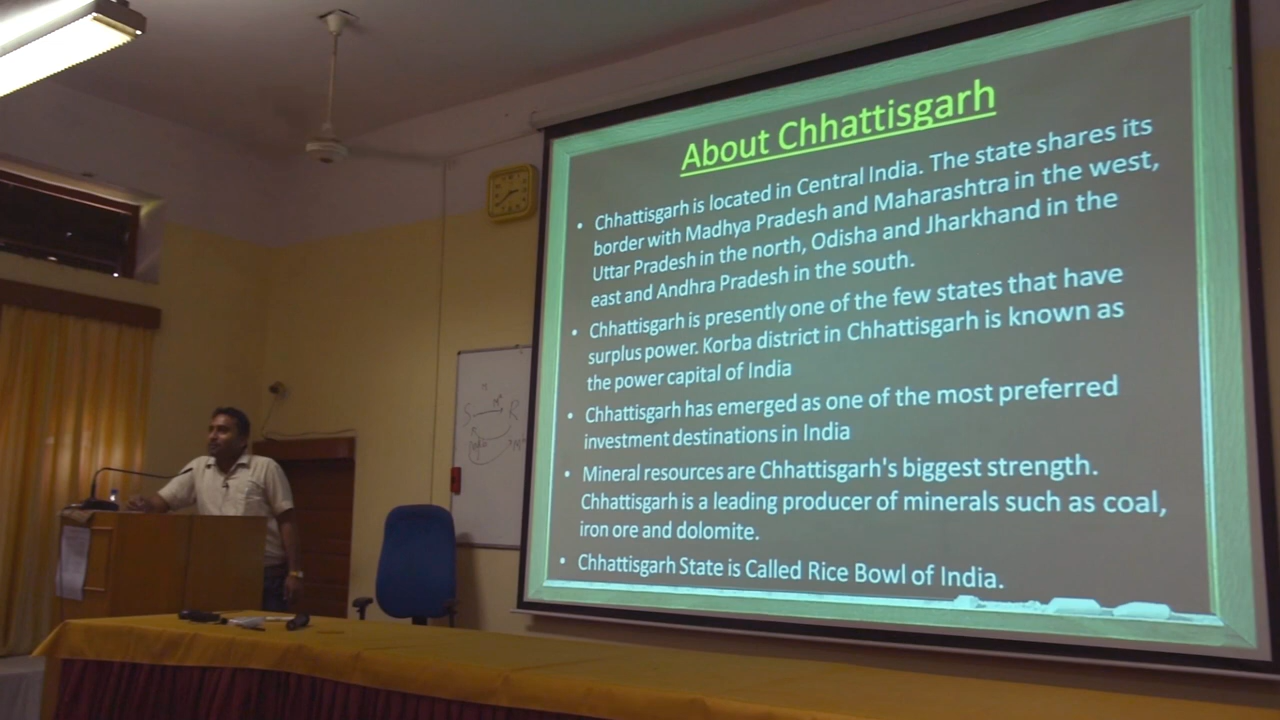 About Chhattisgarh
• Chhattisgarh is located in Central India. The state shares its
border with Madhya Pradesh and Maharashtra in the west,
Uttar Pradesh in the north, Odisha and Jharkhand in the
east and Andhra Pradesh in the south.
• Chhattisgarh is presently one of the few states that have
surplus power. Korba district in Chhattisgarh is known as
the power capital of India
• Chhattisgarh has emerged as one of the most preferred
investment destinations in India
• Mineral resources are Chhattisgarh's biggest strength.
Chhattisgarh is a leading producer of minerals such as coal,
iron ore and dolomite.
• Chhattisgarh State is Called Rice Bowl of India.
S R